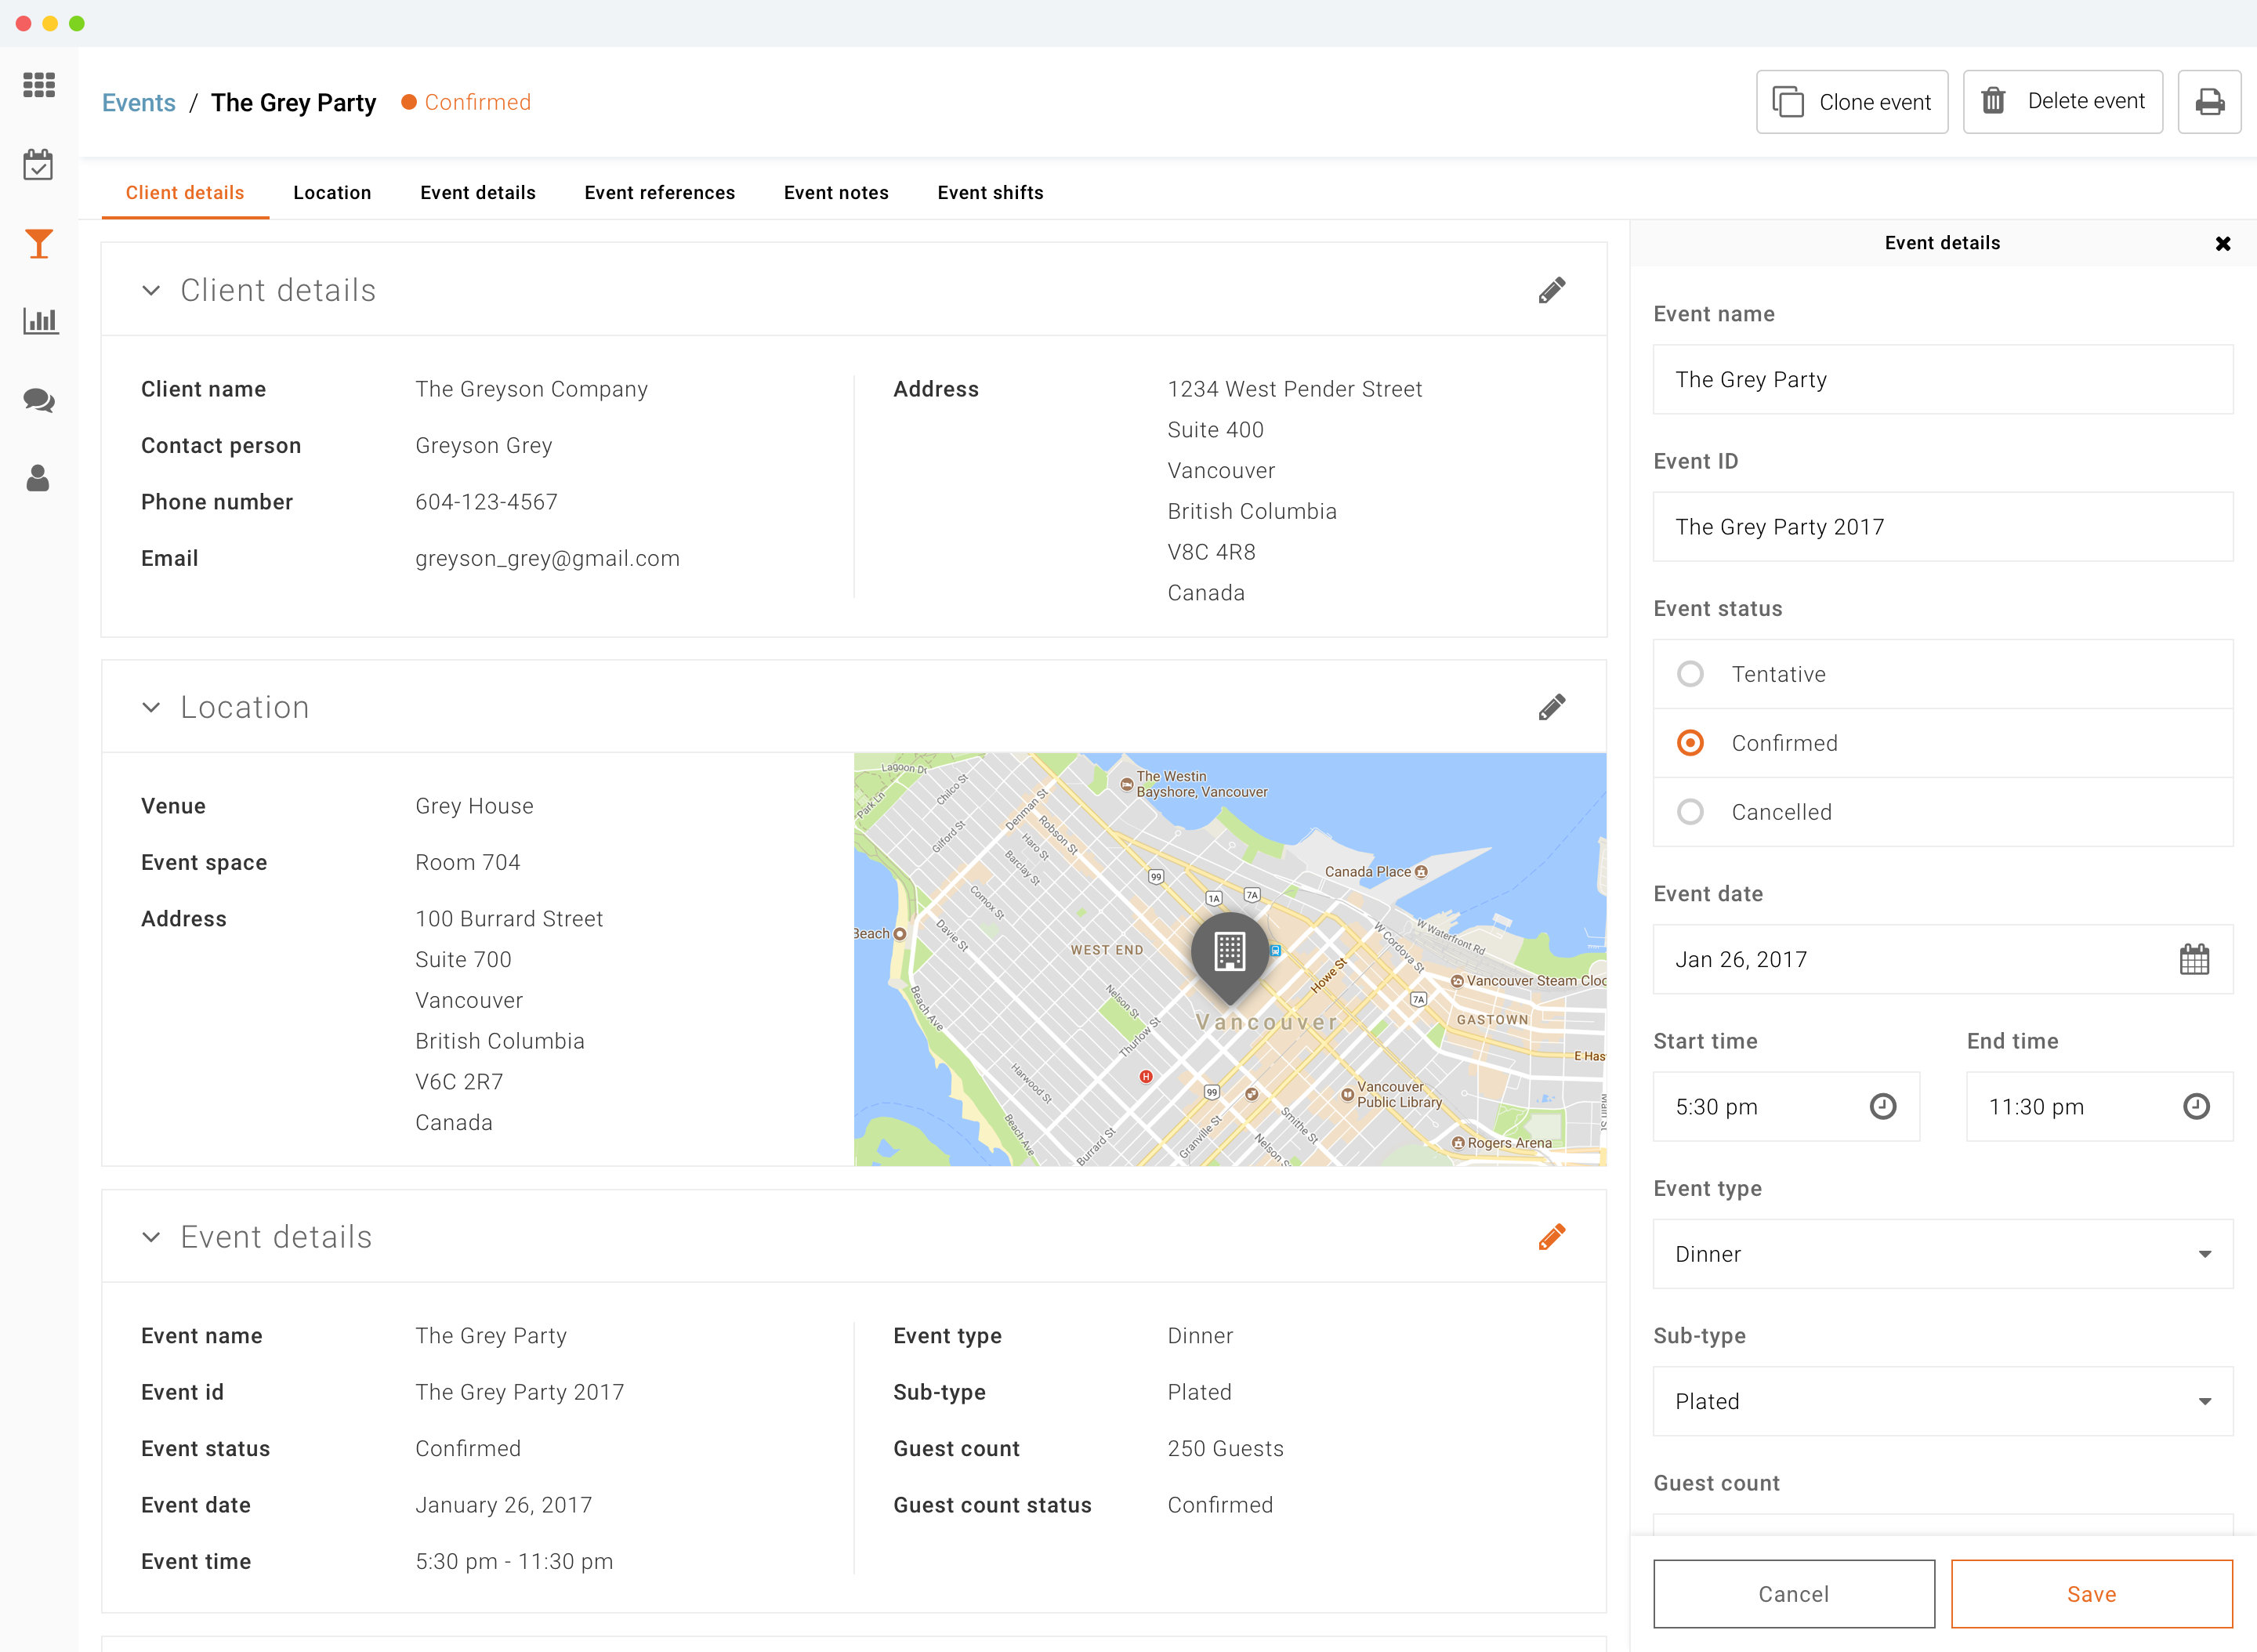 Events / The Grey Party Confirmed
Clone event
Delete event
Client details Location Event details Event references Event notes Event shifts
Client details
Client name The Greyson Company
Contact person Greyson Grey
Phone number 604-123-4567
Email greyson_grey@gmail.com
Address 1234 West Pender Street
Suite 400
Vancouver
British Columbia
V8C 4R8
Canada
Location
Venue Grey House
Event space Room 704
Address 100 Burrard Street
Suite 700
Vancouver
British Columbia
V6C 2R7
Canada
Lagoon Dr
Park Ln
Chilco St
Gilford St
Denman St
Robson St
Haro St
Barclay St
Comox St
Davie St
The Westin
Bayshore, Vancouver
Canada Place
99
1A
7A
Beach
WEST END
W Waterfront Rd
W Cordova St
Howe St
Vancouver Steam Cloc
7A
GASTOWN
Vancouver
Beach Ave
Nelson St
Thurlow St
E Has
H
Harwood St
99
Vancouver
Public Library
Main St
Beach Ave
Burrard St
Granville St
Smithe St
Nelson S
Rogers Arena
Event details
Event name The Grey Party
Event id The Grey Party 2017
Event status Confirmed
Event date January 26, 2017
Event time 5:30 pm - 11:30 pm
Event type Dinner
Sub-type Plated
Guest count 250 Guests
Guest count status Confirmed
Event details
Event name
The Grey Party
Event ID
The Grey Party 2017
Event status
Tentative
Confirmed
Cancelled
Event date
Jan 26, 2017
Start time End time
5:30 pm 11:30 pm
Event type
Dinner
Sub-type
Plated
Guest count
Cancel Save